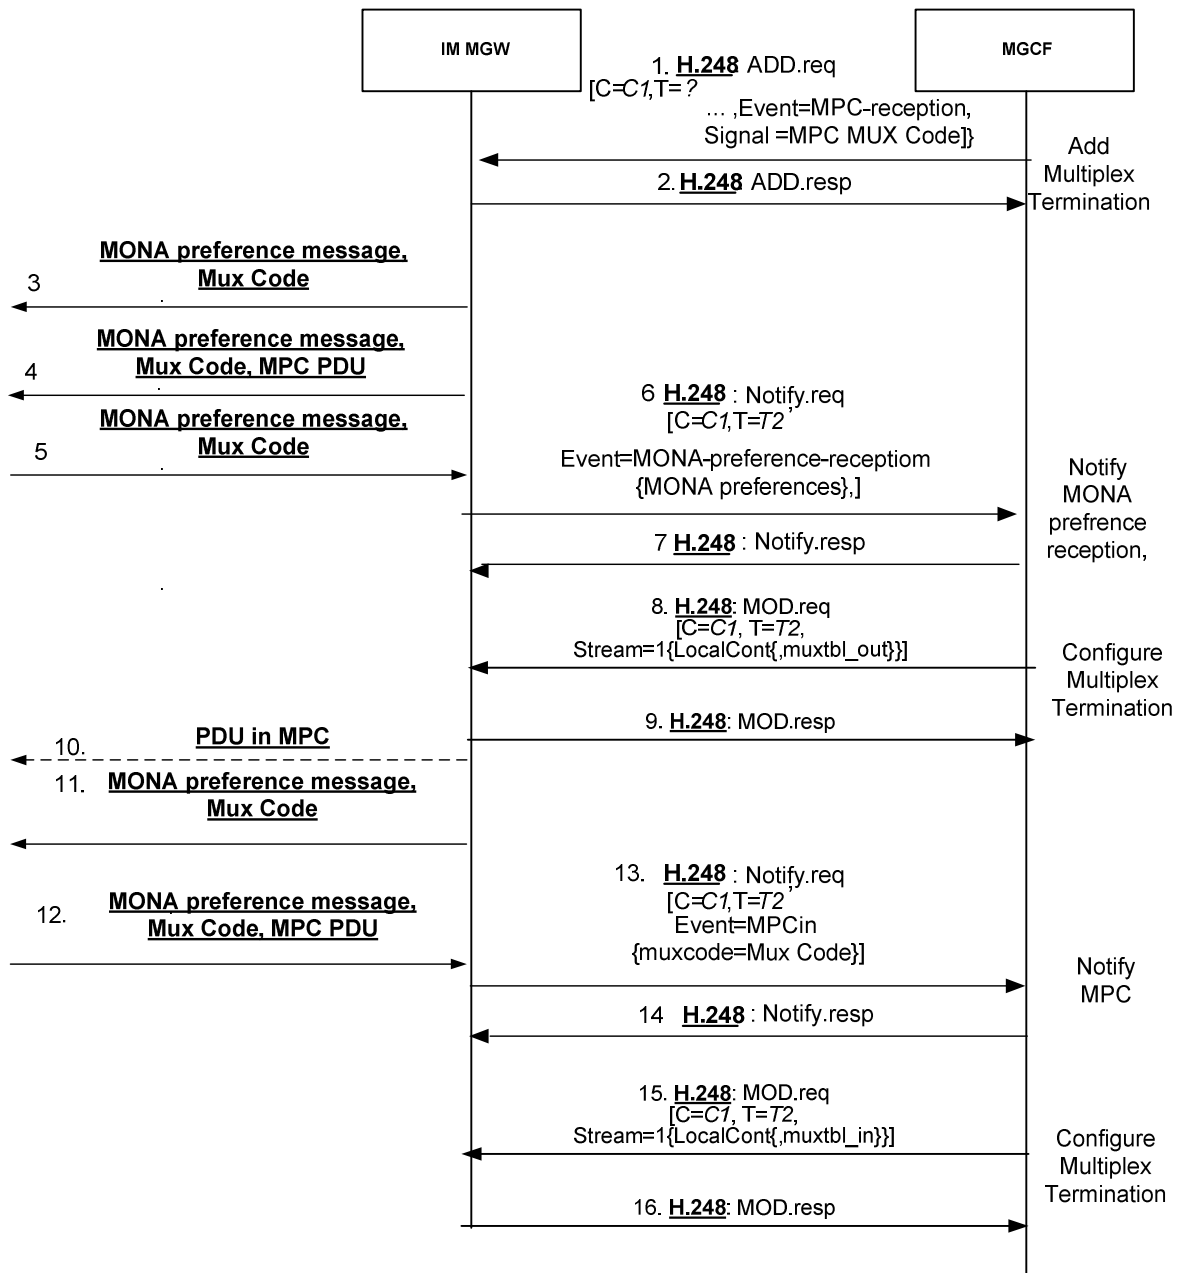 IM MGW
MGCF
1. H.248: ADD.req
[C=C1,T=?
... ,Event=MPC-reception,
Signal =MPC MUX Code]}
Add
Multiplex
Termination
2. H.248: ADD.resp
MONA preference message,
Mux Code
3
MONA preference message,
Mux Code, MPC PDU
4
MONA preference message,
Mux Code
5
6 H.248 : Notify.req
[C=C1,T=T2,
Event=MONA-preference-receptiom
{MONA preferences},]
Notify
MONA
prefrence
reception,
7 H.248 : Notify.resp
8. H.248: MOD.req
[C=C1, T=T2,
Stream=1{LocalCont{,muxtbl_out}}]
Configure
Multiplex
Termination
9. H.248: MOD.resp
10. PDU in MPC
11. MONA preference message,
Mux Code
12. MONA preference message,
Mux Code, MPC PDU
13. H.248 : Notify.req
[C=C1,T=T2,
Event=MPCin
{muxcode=Mux Code}]
Notify
MPC
14 H.248 : Notify.resp
15. H.248: MOD.req
[C=C1, T=T2,
Stream=1{LocalCont{,muxtbl_in}}]
Configure
Multiplex
Termination
16. H.248: MOD.resp